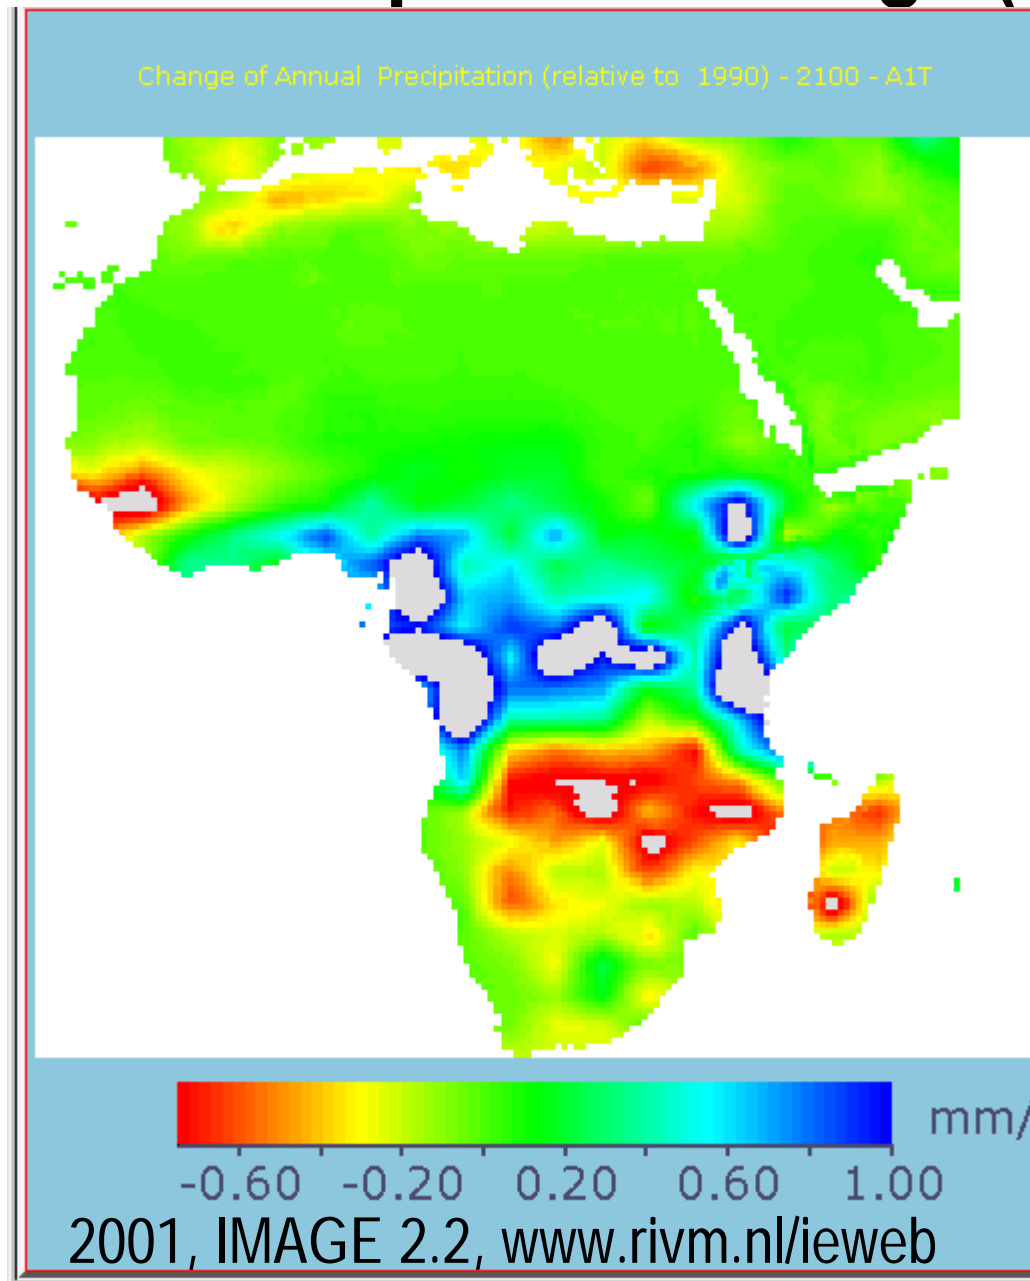 Change of Annual Precipitation (relative to 1990) - 2100 - A1T
mm/
-0.60 -0.20 0.20 0.60 1.00
2001, IMAGE 2.2, www.rivm.nl/ieweb